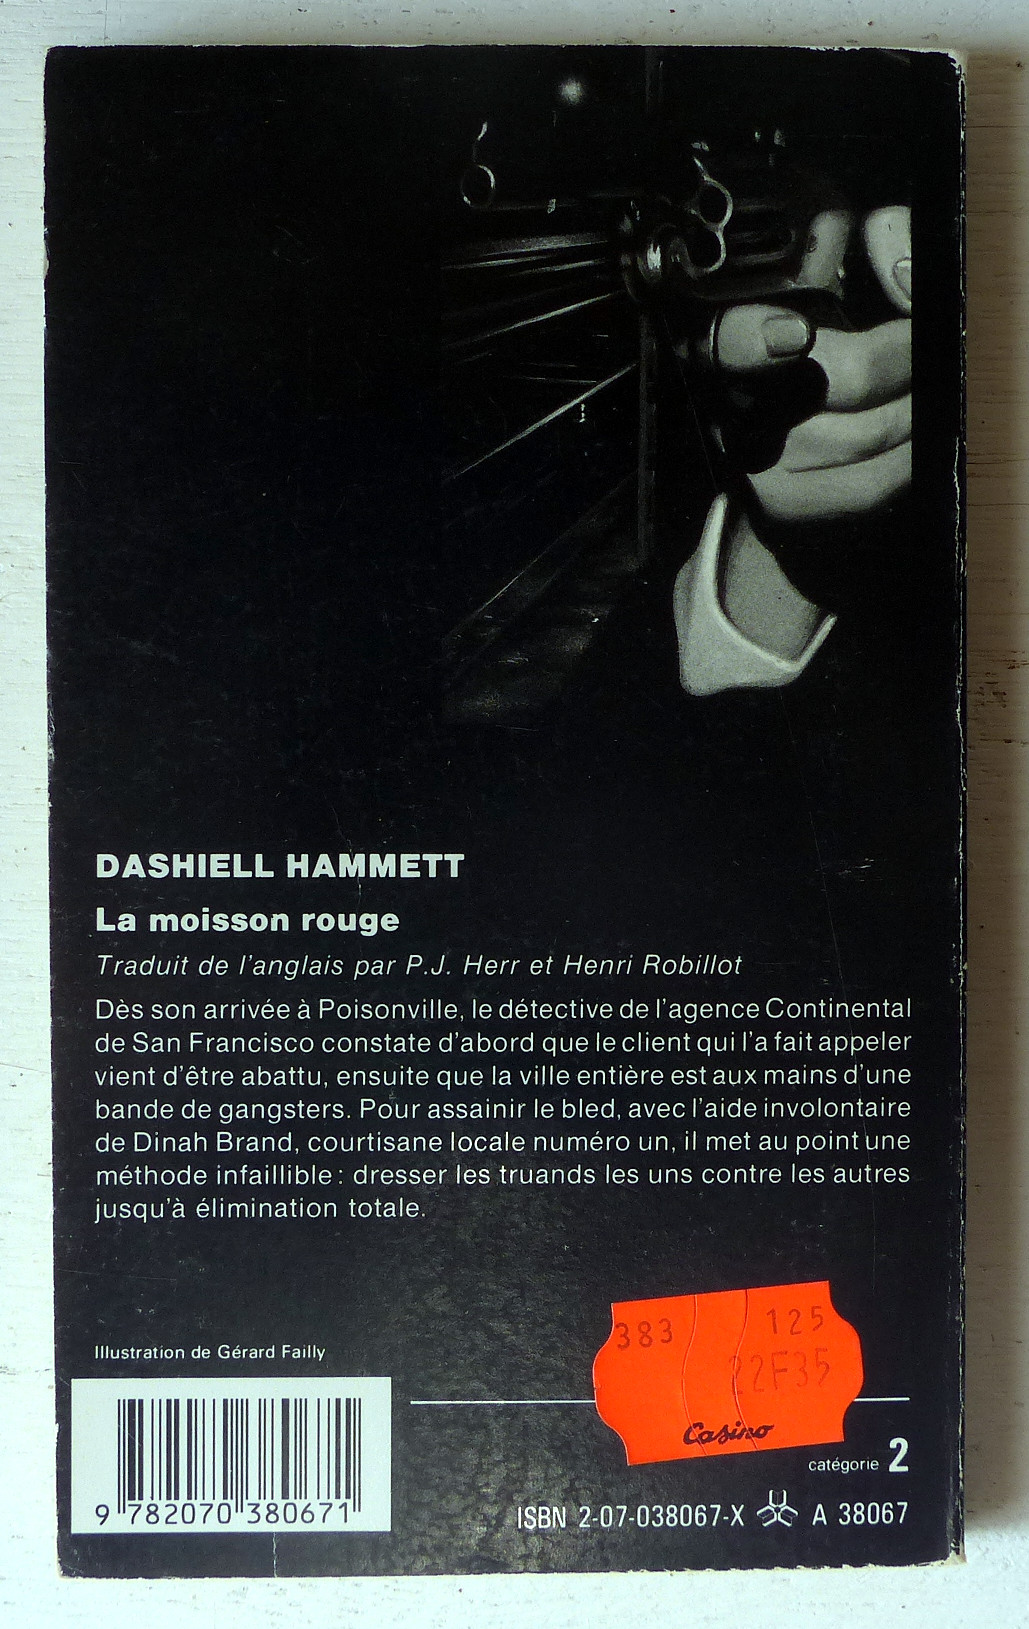 DASHIELL HAMMETT
La moisson rouge
Traduit de l'anglais par P.J. Herr et Henri Robillot
Dès son arrivée à Poisonville, le détective de l'agence Continental
de San Francisco constate d'abord que le client qui l'a fait appeler
vient d'être abattu, ensuite que la ville entière est aux mains d'une
bande de gangsters. Pour assainir le bled, avec l'aide involontaire
de Dinah Brand, courtisane locale numéro un, il met au point une
méthode infaillible : dresser les truands les uns contre les autres
jusqu'à élimination totale.
Illustration de Gérard Failly
383 125
22F35
Casino
catégorie 2
9 782070 380671
ISBN 2-07-038067-X A 38067